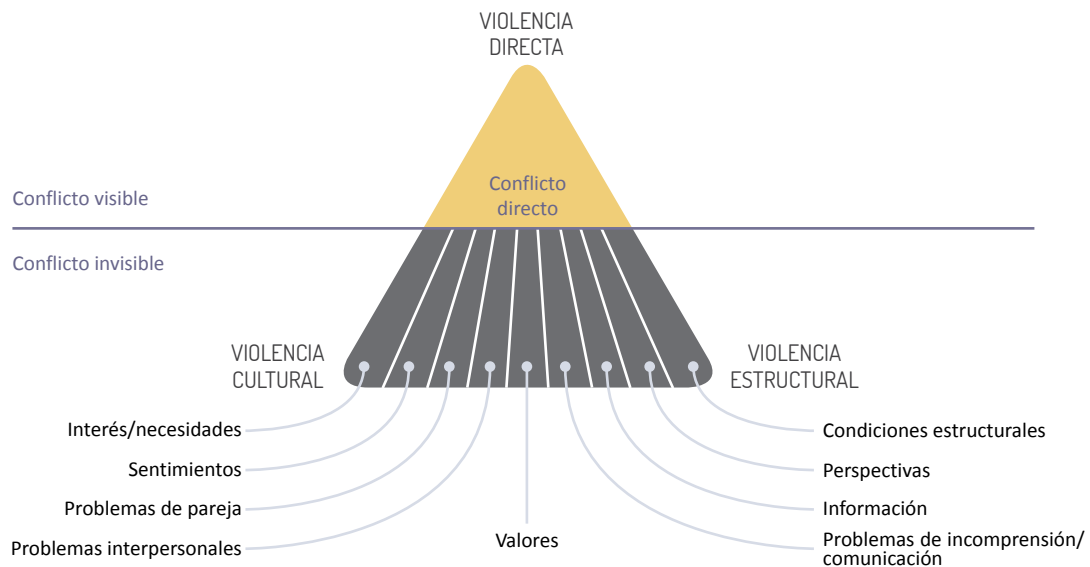 VIOLENCIA
DIRECTA
Conflicto
directo
Conflicto visible
Conflicto invisible
VIOLENCIA
CULTURAL
VIOLENCIA
ESTRUCTURAL
Interés/necesidades
Sentimientos
Problemas de pareja
Problemas interpersonales
Valores
Condiciones estructurales
Perspectivas
Información
Problemas de incomprensión/
comunicación